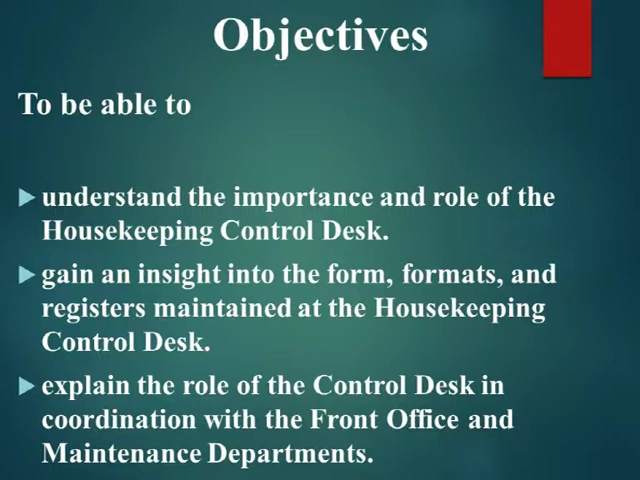 Objectives
To be able to
understand the importance and role of the
Housekeeping Control Desk.
gain an insight into the form, formats, and
registers maintained at the Housekeeping
Control Desk.
explain the role of the Control Desk in
coordination with the Front Office and
Maintenance Departments.